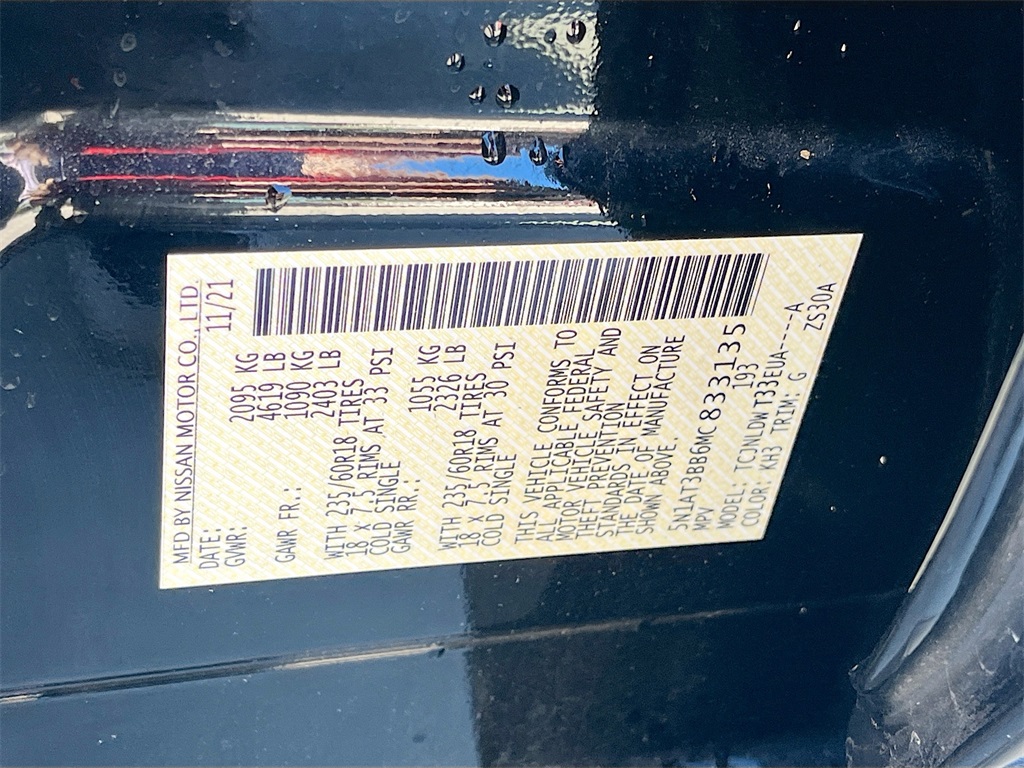 MFD BY NISSAN MOTOR CO., LTD.
DATE: 11/21
GVWR: 2095 KG
4619 LB
GAWR FR.: 1090 KG
2403 LB
WITH 235/60R18 TIRES
18 X 7.5 RIMS AT 33 PSI
COLD SINGLE
GAWR RR.: 1055 KG
2326 LB
WITH 235/60R18 TIRES
18 X 7.5 RIMS AT 30 PSI
COLD SINGLE
THIS VEHICLE CONFORMS TO
ALL APPLICABLE FEDERAL
MOTOR VEHICLE SAFETY AND
THEFT PREVENTION
STANDARDS IN EFFECT ON
THE DATE OF MANUFACTURE
SHOWN ABOVE.
5N1AT3BB6MC833135
MPV 193
MODEL: TCJNLDW T33EUA----A
COLOR: KH3 TRIM: G ZS30A